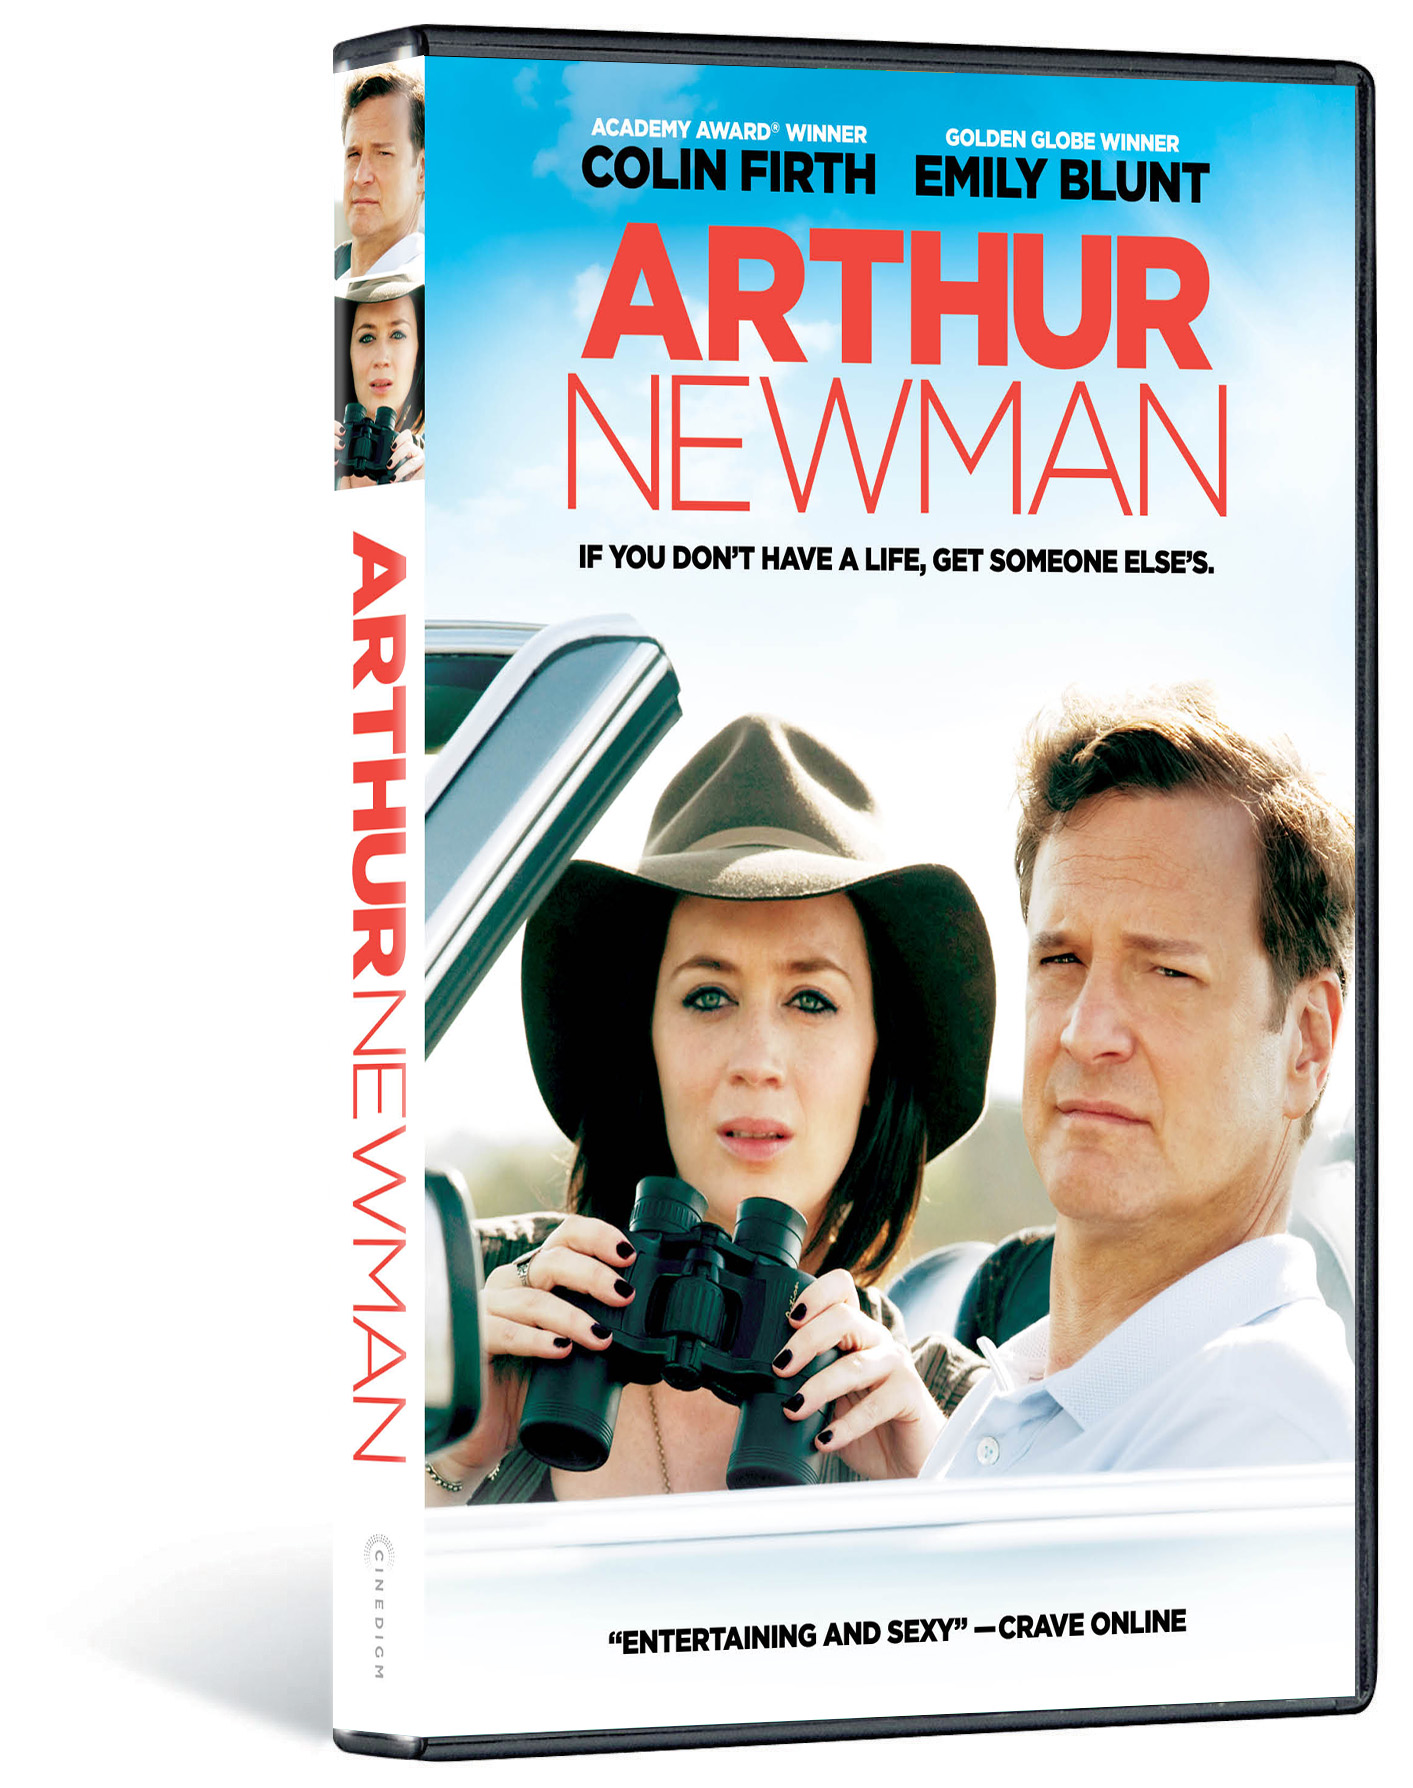 ACADEMY AWARD® WINNER
COLIN FIRTH
GOLDEN GLOBE WINNER
EMILY BLUNT
ARTHUR
NEWMAN
IF YOU DON'T HAVE A LIFE, GET SOMEONE ELSE'S.
"ENTERTAINING AND SEXY" —CRAVE ONLINE
ARTHUR NEWMAN
CINEDIGM